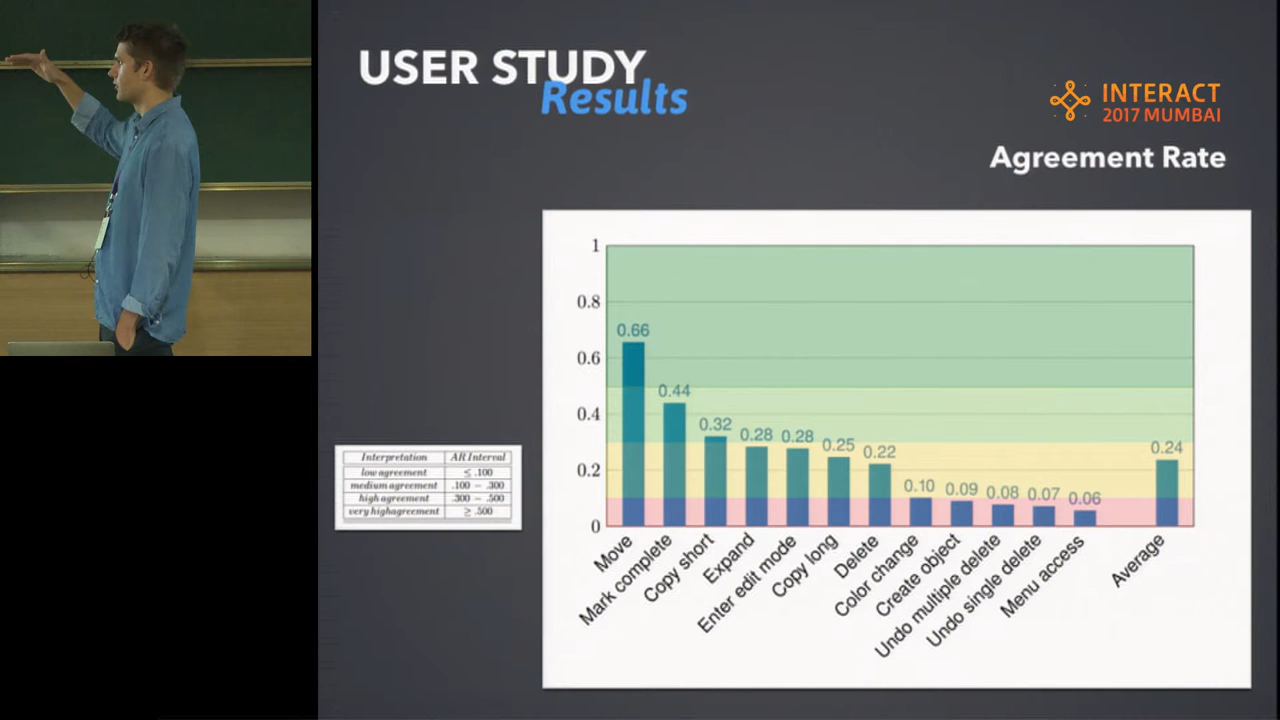 USER STUDY
Results
INTERACT
2017 MUMBAI
Agreement Rate
Interpretation AR Interval
low agreement ≤ .100
medium agreement .100 – .300
high agreement .300 – .500
very highagreement ≥ .500
1
0.8
0.6
0.4
0.2
0
0.66
0.44
0.32
0.28
0.28
0.25
0.22
0.10
0.09
0.08
0.07
0.06
0.24
Move
Mark complete
Copy short
Expand
Enter edit mode
Copy long
Delete
Color change
Create object
Undo multiple delete
Undo single delete
Menu access
Average